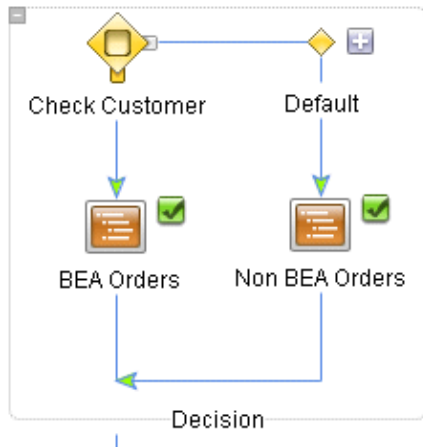 Check Customer
Default
BEA Orders
Non BEA Orders
Decision